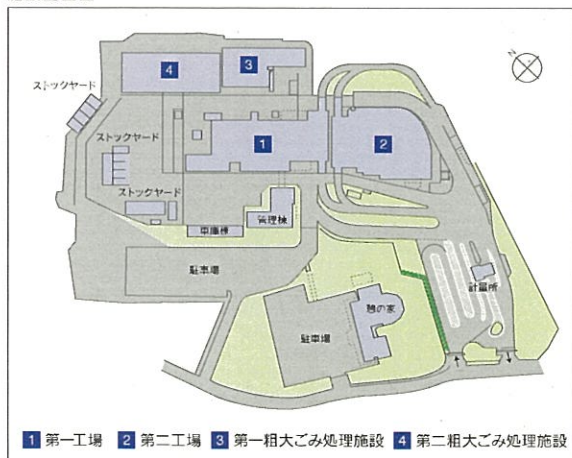 4
3
N
ストックヤード
ストックヤード
1
2
ストックヤード
管理棟
車庫棟
駐車場
計量所
憩の家
駐車場
1 第一工場 2 第二工場 3 第一粗大ごみ処理施設 4 第二粗大ごみ処理施設